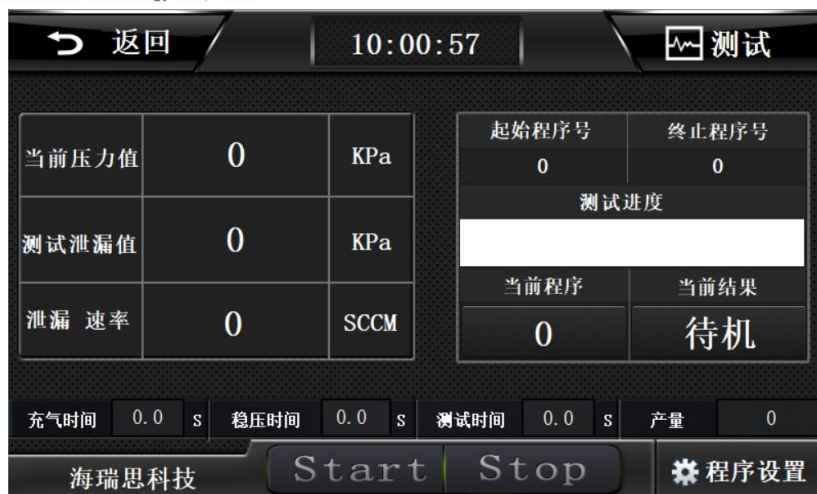 返回 10:00:57 测试
当前压力值 0 KPa
测试泄漏值 0 KPa
泄漏 速率 0 SCCM
起始程序号 终止程序号
0 0
测试进度
当前程序 当前结果
0 待机
充气时间 0.0 S 稳压时间 0.0 S 测试时间 0.0 S 产量 0
海瑞思科技 Start Stop 程序设置